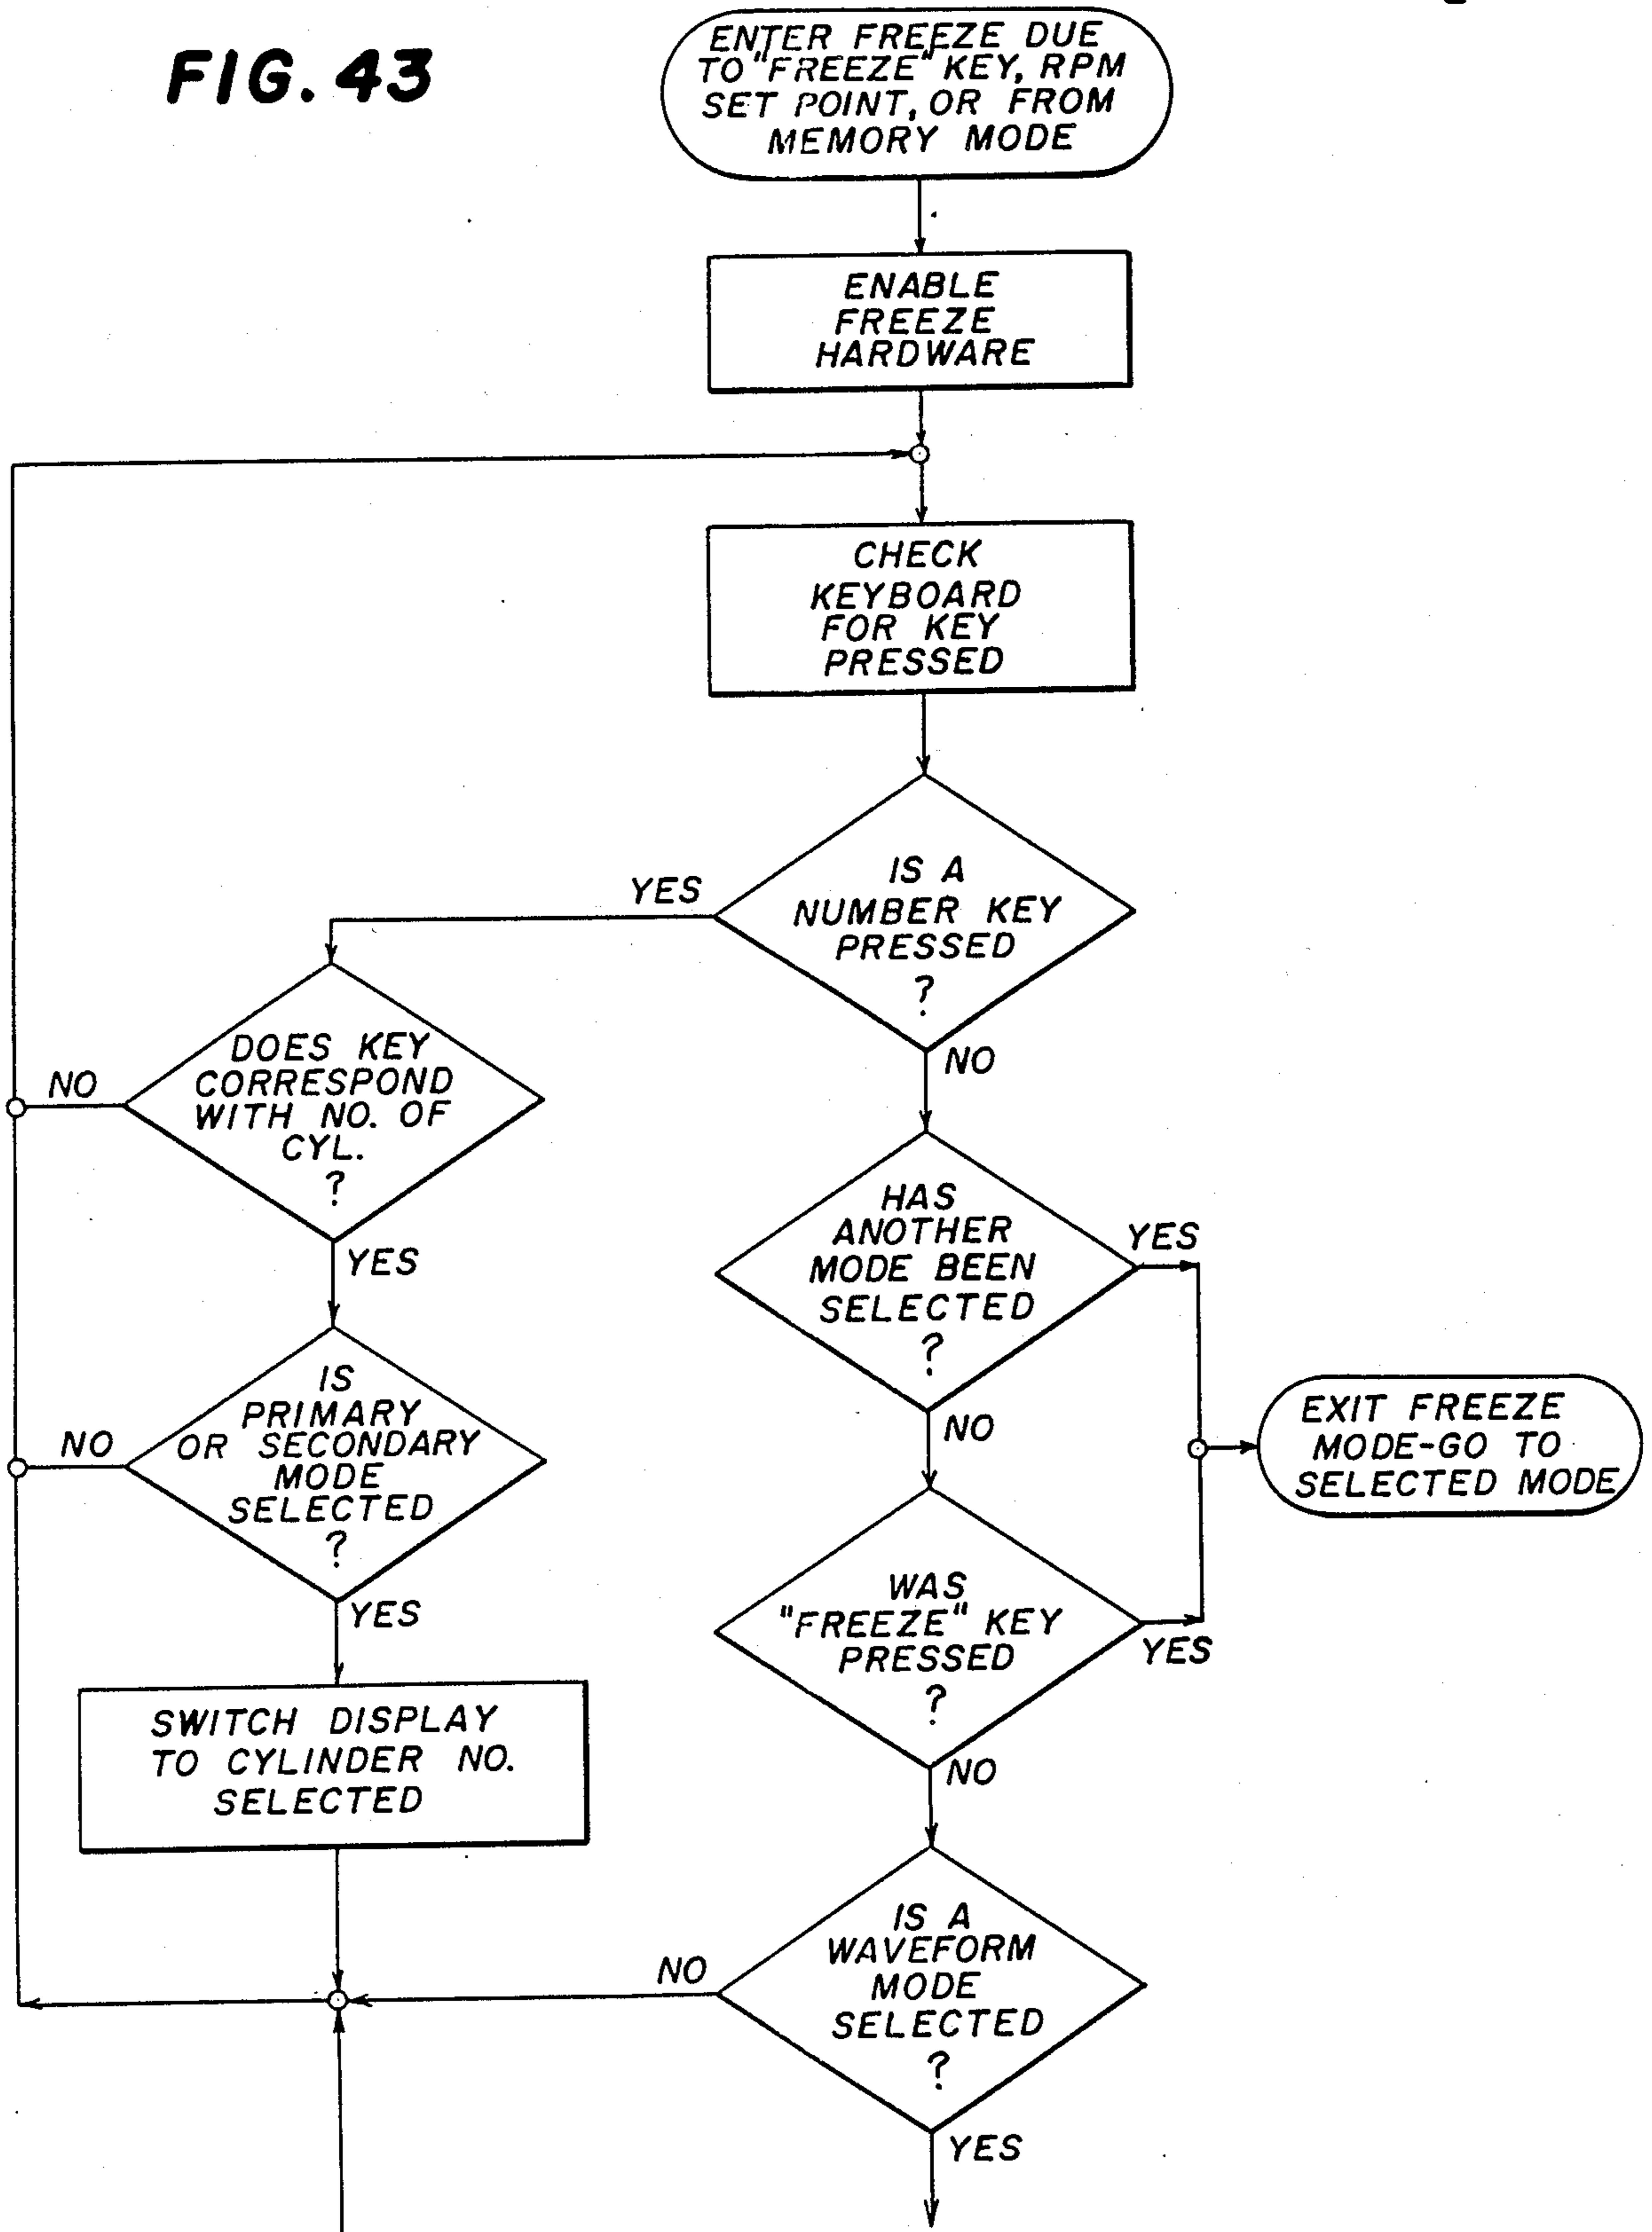 FIG. 43
ENTER FREEZE DUE
TO "FREEZE" KEY, RPM
SET POINT, OR FROM
MEMORY MODE
ENABLE
FREEZE
HARDWARE
CHECK
KEYBOARD
FOR KEY
PRESSED
IS A
NUMBER KEY
PRESSED
?
YES
NO
DOES KEY
CORRESPOND
WITH NO. OF
CYL.
?
NO
YES
HAS
ANOTHER
MODE BEEN
SELECTED
?
YES
NO
IS
PRIMARY
OR SECONDARY
MODE
SELECTED
?
NO
YES
EXIT FREEZE
MODE-GO TO
SELECTED MODE
WAS
"FREEZE" KEY
PRESSED
?
YES
NO
SWITCH DISPLAY
TO CYLINDER NO.
SELECTED
IS A
WAVEFORM
MODE
SELECTED
?
NO
YES